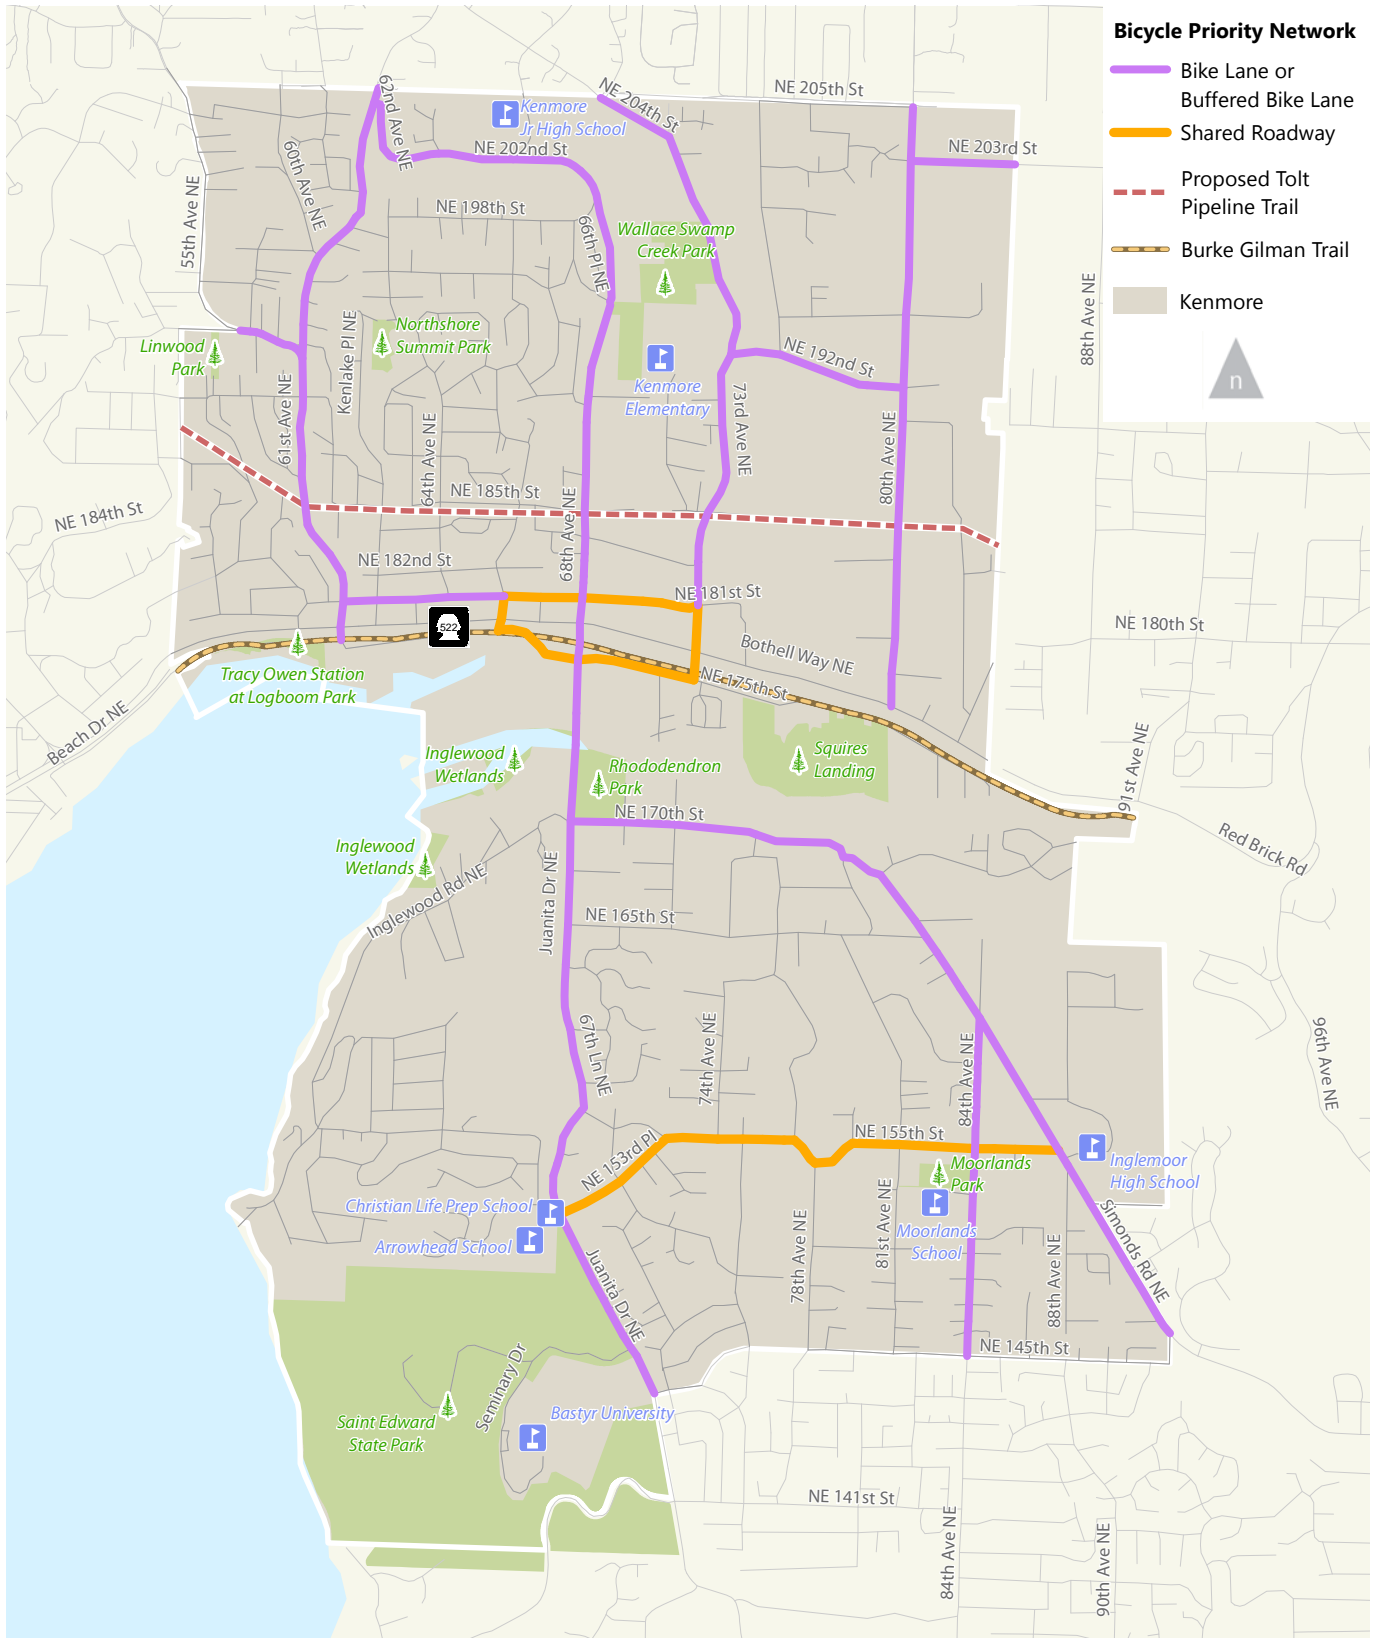 Bicycle Priority Network
Bike Lane or
Buffered Bike Lane
Shared Roadway
Proposed Tolt
Pipeline Trail
Burke Gilman Trail
Kenmore
n
NE 205th St
NE 204th St
62nd Ave NE
Kenmore
Jr High School
NE 202nd St
NE 203rd St
60th Ave NE
55th Ave NE
NE 198th St
66th Pl NE
Wallace Swamp
Creek Park
88th Ave NE
Linwood
Park
Northshore
Summit Park
Kenlake Pl NE
Kenmore
Elementary
NE 192nd St
61st Ave NE
64th Ave NE
73rd Ave NE
80th Ave NE
NE 185th St
68th Ave NE
NE 184th St
NE 182nd St
NE 181st St
522
NE 180th St
Bothell Way NE
NE 175th St
Tracy Owen Station
at Logboom Park
Beach Dr NE
Inglewood
Wetlands
Rhododendron
Park
Squires
Landing
91st Ave NE
NE 170th St
Red Brick Rd
Inglewood
Wetlands
Inglewood Rd NE
Juanita Dr NE
NE 165th St
67th Ln NE
74th Ave NE
84th Ave NE
96th Ave NE
NE 155th St
NE 153rd Pl
Moorlands
Park
Inglemoor
High School
Christian Life Prep School
Arrowhead School
81st Ave NE
Moorlands
School
78th Ave NE
88th Ave NE
Simonds Rd NE
Juanita Dr NE
NE 145th St
Seminary Dr
Saint Edward
State Park
Bastyr University
NE 141st St
84th Ave NE
90th Ave NE